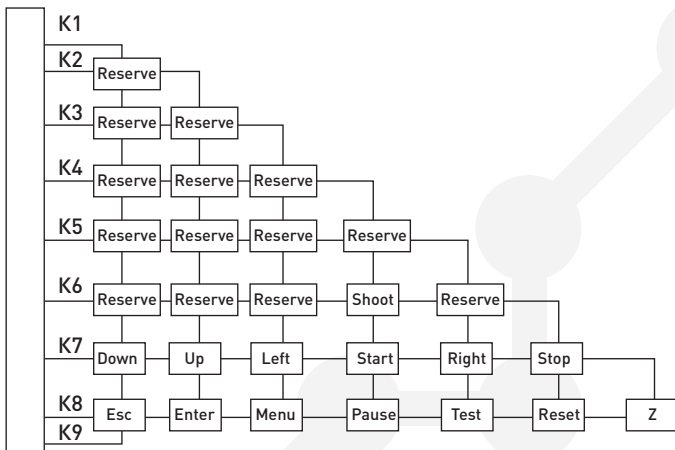 K1
K2
Reserve
K3
Reserve Reserve
K4
Reserve Reserve Reserve
K5
Reserve Reserve Reserve Reserve
K6
Reserve Reserve Reserve Shoot Reserve
K7
Down Up Left Start Right Stop
K8
Esc Enter Menu Pause Test Reset Z
K9